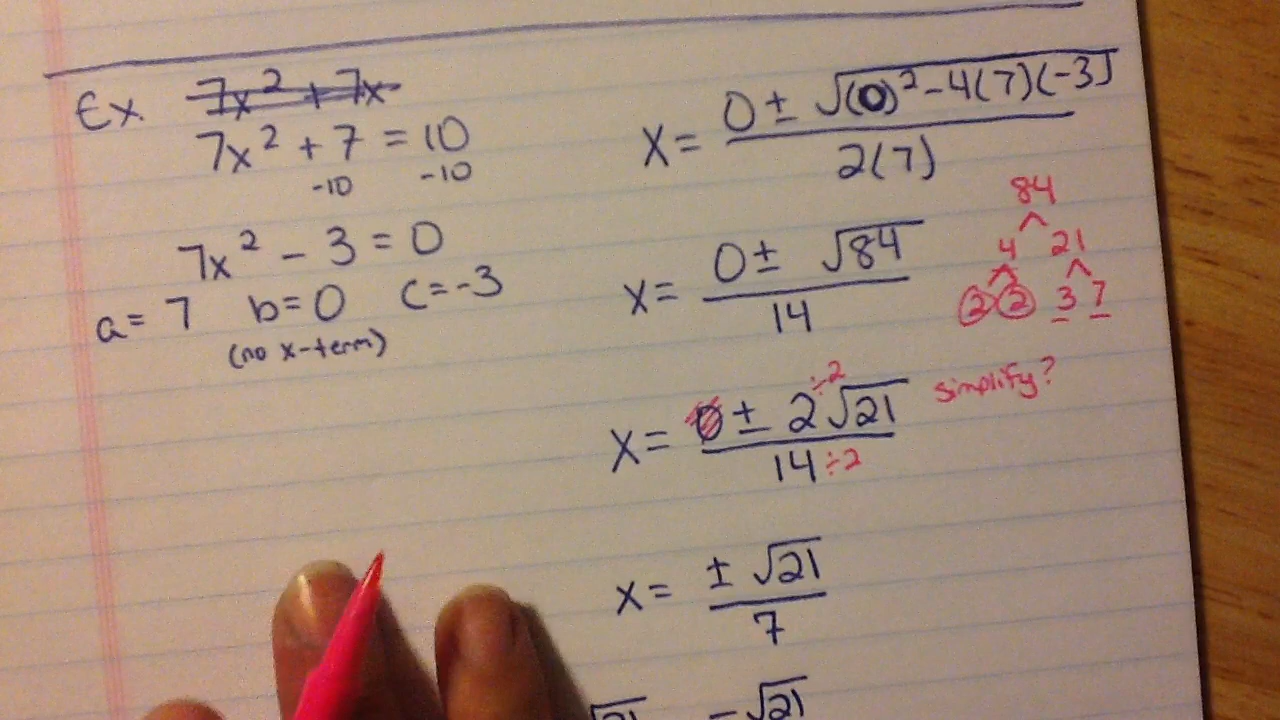 Ex. 7x² + 7x
7x² + 7 = 10
-10 -10
7x² - 3 = 0
a = 7 b = 0 c = -3
(no x-term)
x = 0 ± √(0)² - 4(7)(-3)
2(7)
84
4 21
2 2 3 7
x = 0 ± √84
14
simplify?
÷2
x = 0 ± 2√21
14 ÷2
x = ± √21
7
√21 -√21